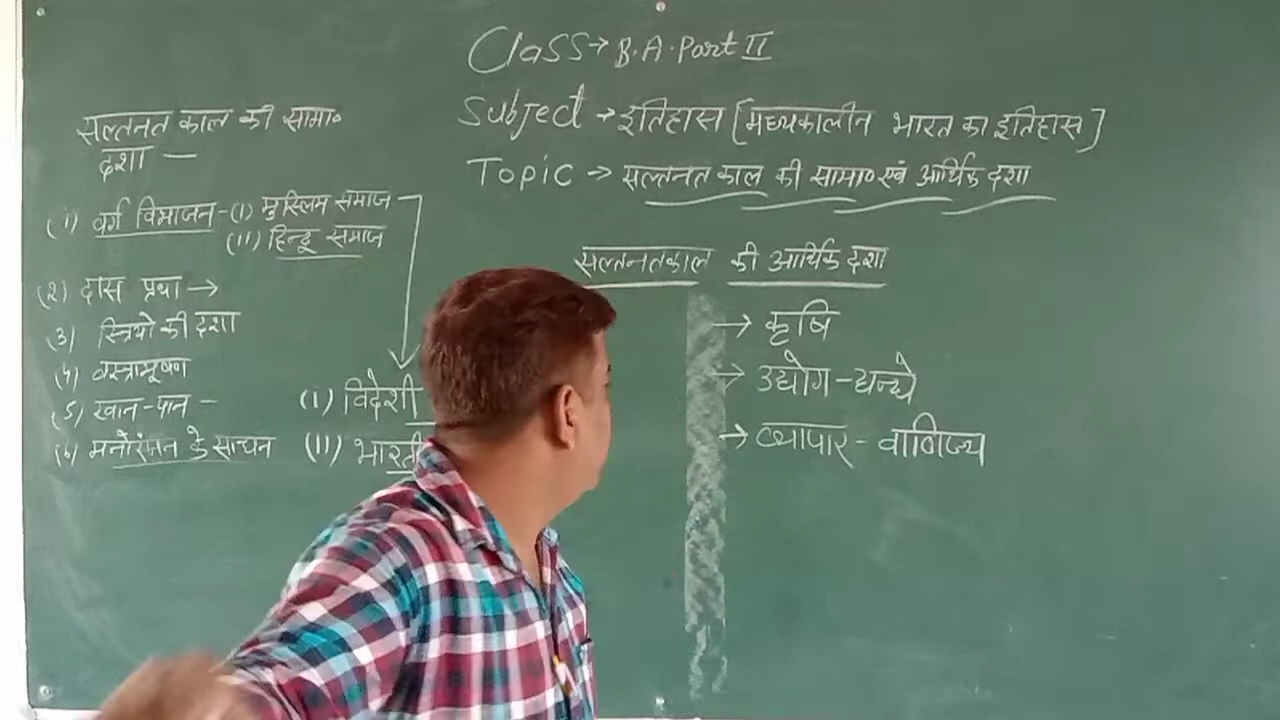 Class → B.A. Part II
Subject → इतिहास [मध्यकालीन भारत का इतिहास]
Topic → सल्तनत काल की सामा० एवं आर्थिक दशा
सल्तनत काल की सामा०
दशा —
(1) वर्ग विभाजन - (I) मुस्लिम समाज
(II) हिन्दू समाज
(2) दास प्रथा →
(3) स्त्रियो की दशा
(4) वस्त्राभूषण
(5) खान-पान –
(6) मनोरंजन के साधन
(I) विदेशी
(II) भारती
सल्तनतकाल की आर्थिक दशा
→ कृषि
→ उद्योग-धन्धे
→ व्यापार - वाणिज्य